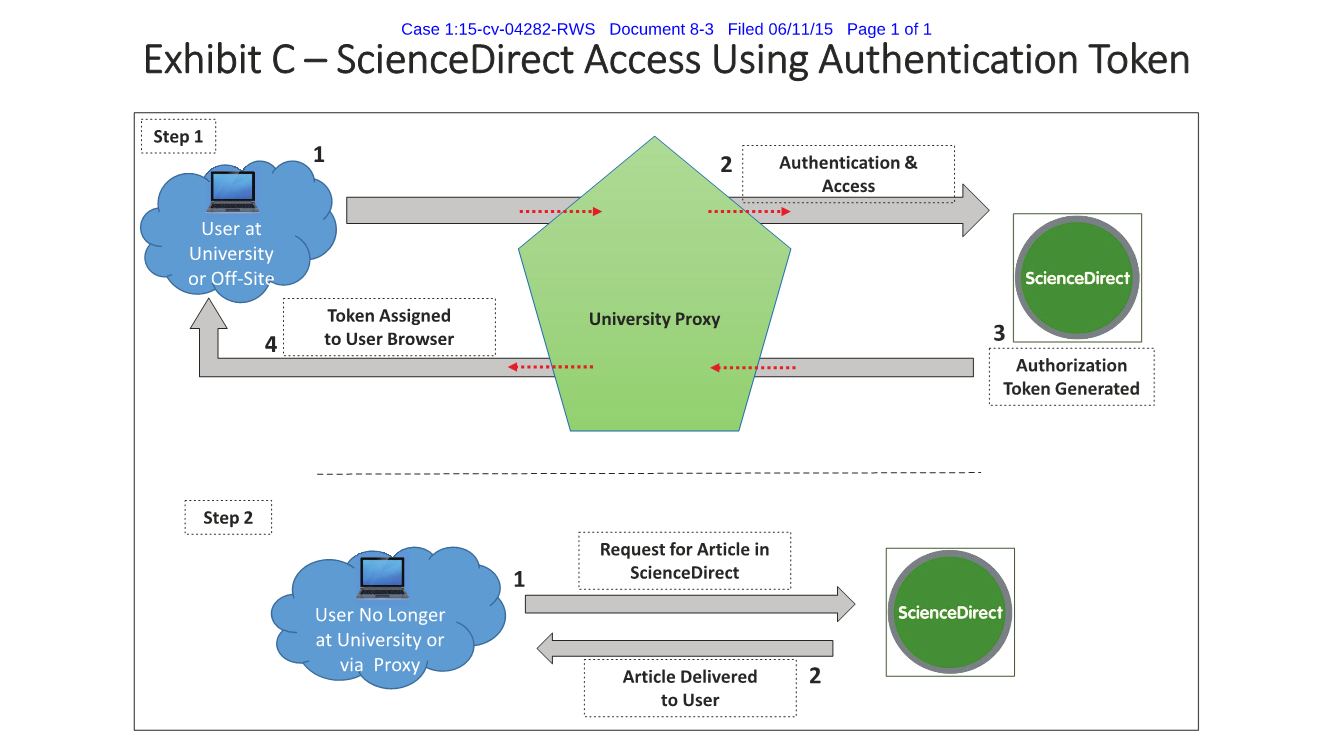 Case 1:15-cv-04282-RWS Document 8-3 Filed 06/11/15 Page 1 of 1
Exhibit C – ScienceDirect Access Using Authentication Token
Step 1
1
User at
University
or Off-Site
2
Authentication &
Access
ScienceDirect
University Proxy
3
Authorization
Token Generated
4
Token Assigned
to User Browser
Step 2
User No Longer
at University or
via Proxy
1
Request for Article in
ScienceDirect
ScienceDirect
2
Article Delivered
to User